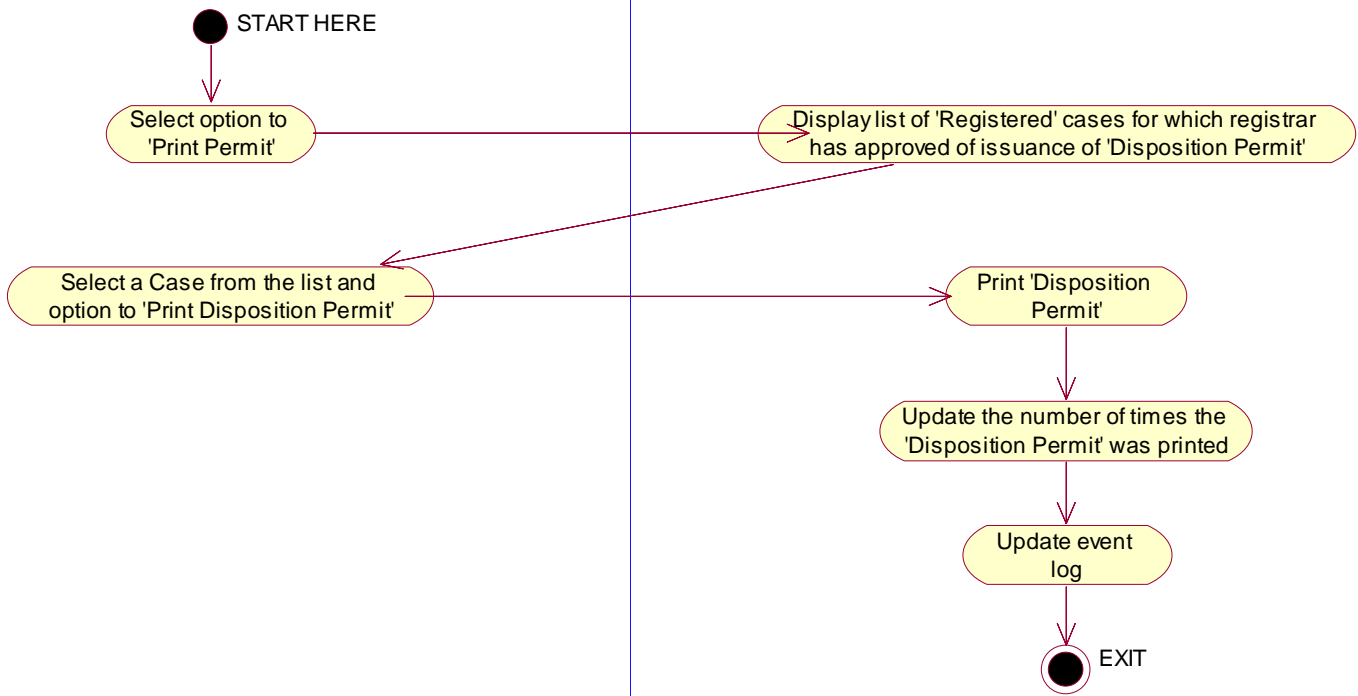 START HERE
Select option to
'Print Permit'
Display list of 'Registered' cases for which registrar
has approved of issuance of 'Disposition Permit'
Select a Case from the list and
option to 'Print Disposition Permit'
Print 'Disposition
Permit'
Update the number of times the
'Disposition Permit' was printed
Update event
log
EXIT